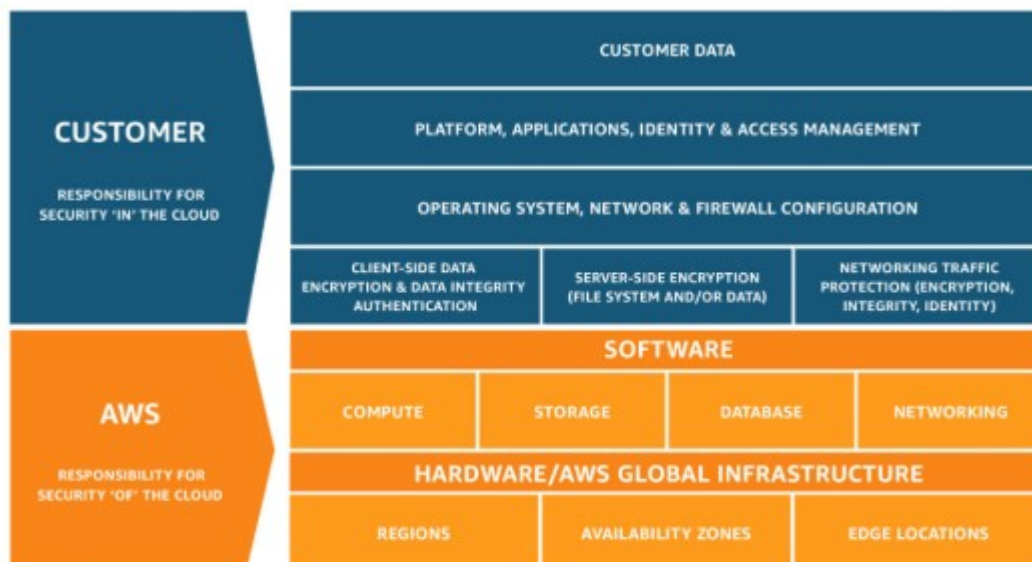 CUSTOMER
RESPONSIBILITY FOR
SECURITY ‘IN’ THE CLOUD
CUSTOMER DATA
PLATFORM, APPLICATIONS, IDENTITY & ACCESS MANAGEMENT
OPERATING SYSTEM, NETWORK & FIREWALL CONFIGURATION
CLIENT-SIDE DATA
ENCRYPTION & DATA INTEGRITY
AUTHENTICATION
SERVER-SIDE ENCRYPTION
(FILE SYSTEM AND/OR DATA)
NETWORKING TRAFFIC
PROTECTION (ENCRYPTION,
INTEGRITY, IDENTITY)
AWS
RESPONSIBILITY FOR
SECURITY ‘OF’ THE CLOUD
SOFTWARE
COMPUTE
STORAGE
DATABASE
NETWORKING
HARDWARE/AWS GLOBAL INFRASTRUCTURE
REGIONS
AVAILABILITY ZONES
EDGE LOCATIONS